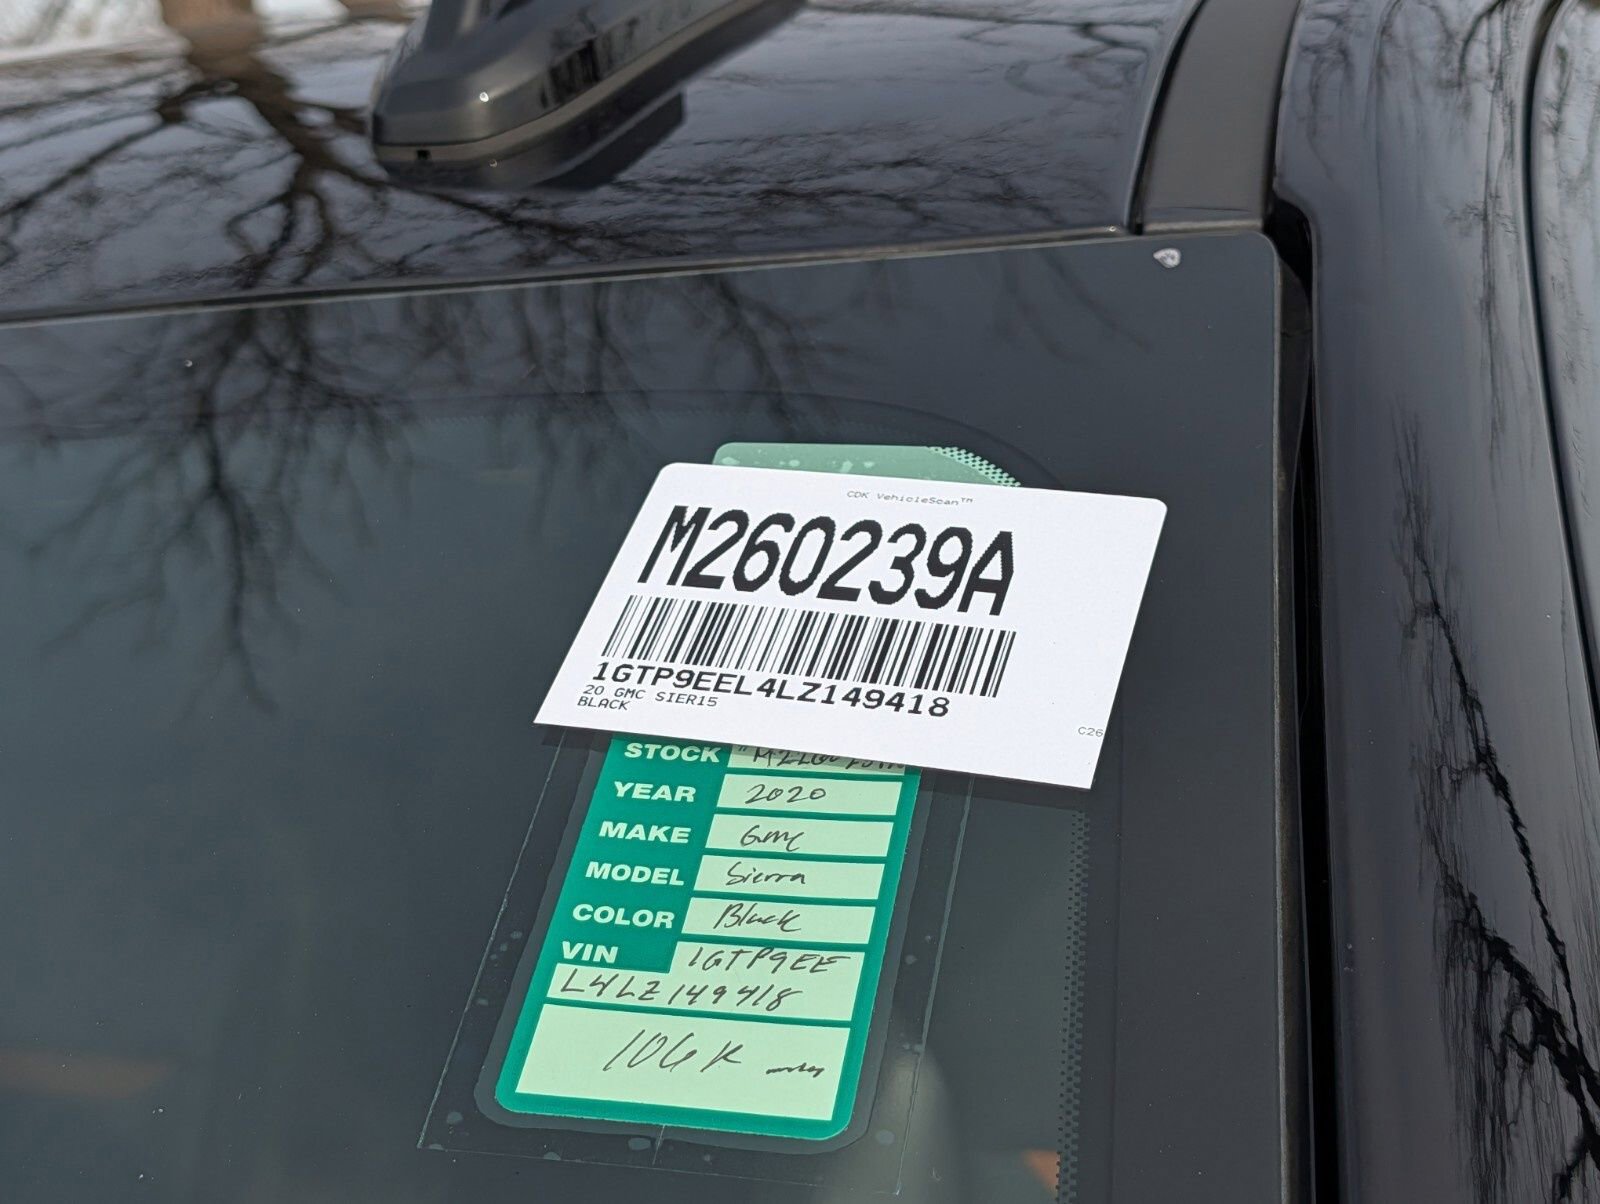 CDK VehicleScan™
M260239A
1GTP9EEL4LZ149418
20 GMC SIER15
BLACK
C26
STOCK
YEAR 2020
MAKE GMC
MODEL Sierra
COLOR Black
VIN 1GTP9EE
L4LZ149418
106K